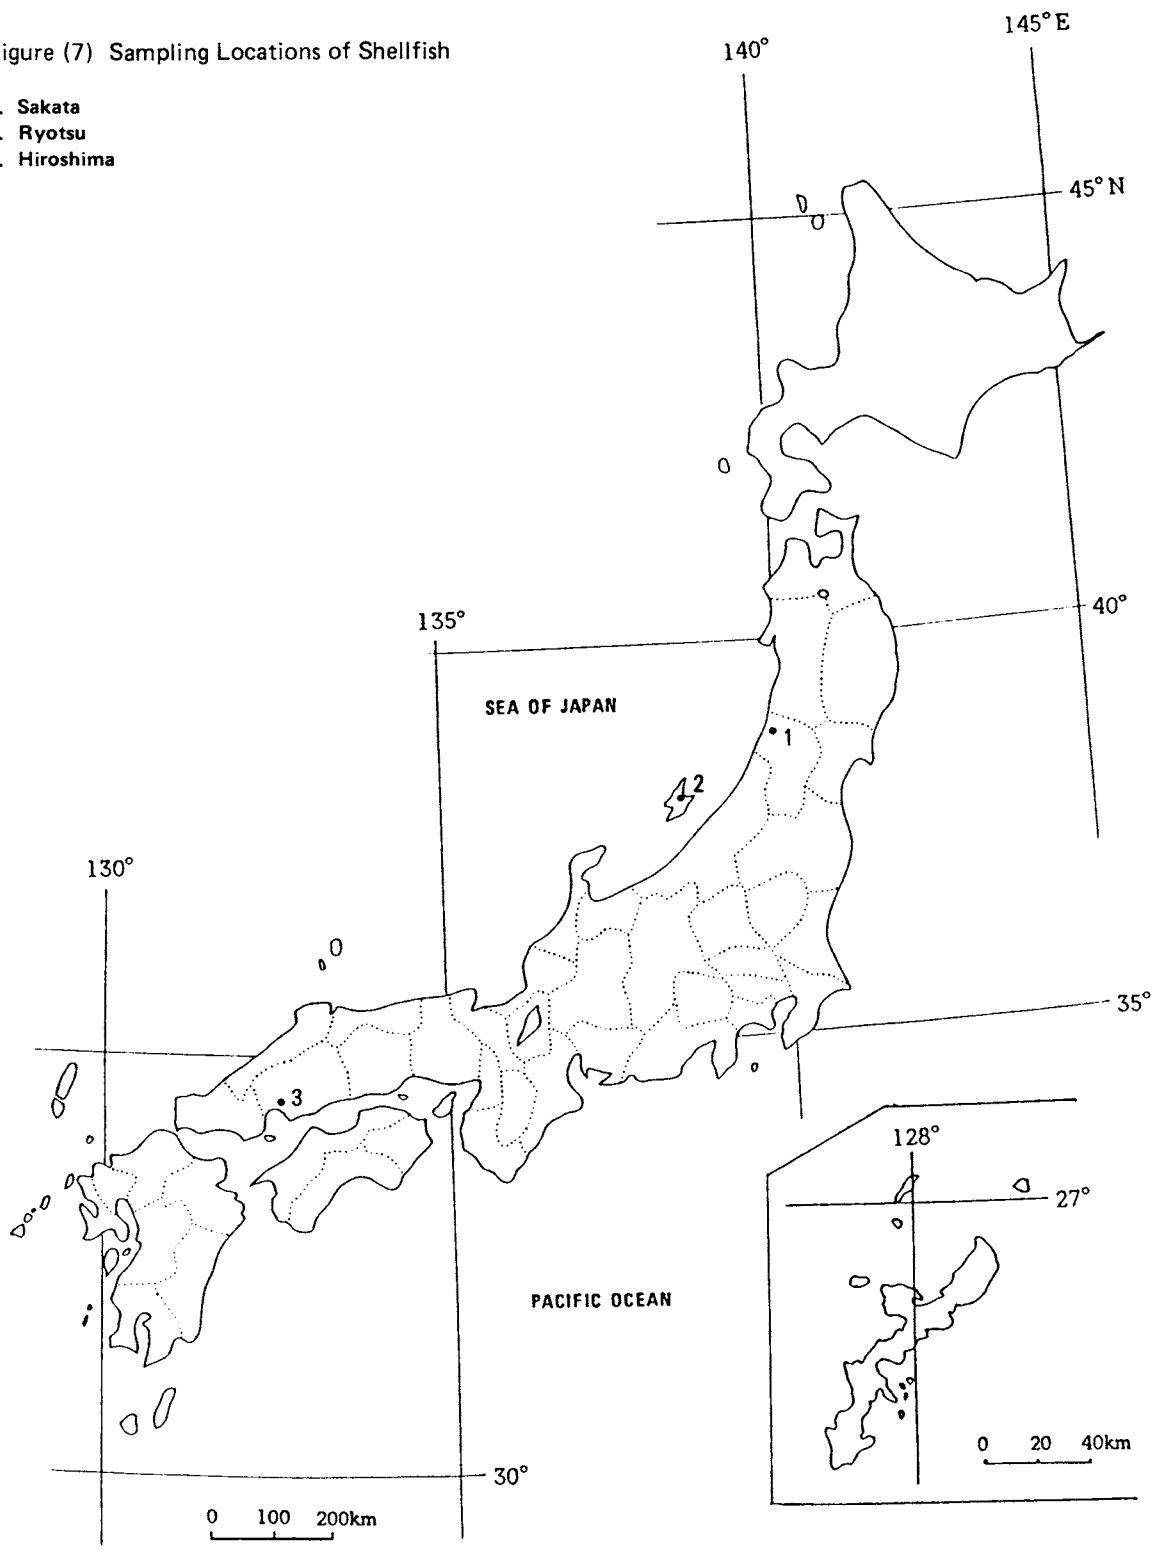 igure (7) Sampling Locations of Shellfish
. Sakata
. Ryotsu
. Hiroshima
145°E
140°
45°N
40°
135°
SEA OF JAPAN
1
2
130°
35°
3
128°
27°
PACIFIC OCEAN
0 20 40km
30°
0 100 200km